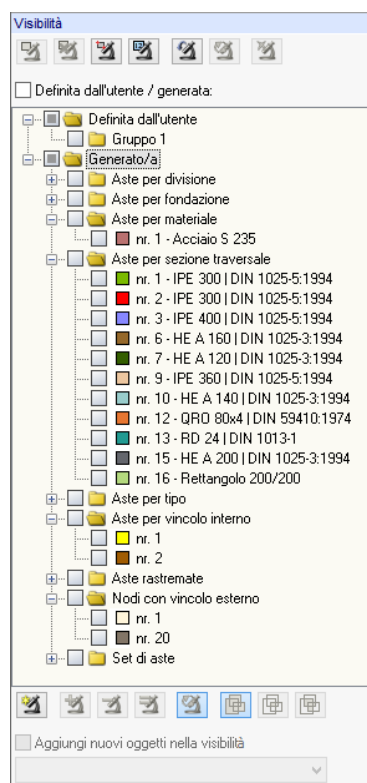 Visibilità
Definita dall'utente / generata:
Definita dall'utente
Gruppo 1
Generato/a
Aste per divisione
Aste per fondazione
Aste per materiale
nr. 1 - Acciaio S 235
Aste per sezione traversale
nr. 1 - IPE 300 | DIN 1025-5:1994
nr. 2 - IPE 300 | DIN 1025-5:1994
nr. 3 - IPE 400 | DIN 1025-5:1994
nr. 6 - HE A 160 | DIN 1025-3:1994
nr. 7 - HE A 120 | DIN 1025-3:1994
nr. 9 - IPE 360 | DIN 1025-5:1994
nr. 10 - HE A 140 | DIN 1025-3:1994
nr. 12 - QRO 80x4 | DIN 59410:1974
nr. 13 - RD 24 | DIN 1013-1
nr. 15 - HE A 200 | DIN 1025-3:1994
nr. 16 - Rettangolo 200/200
Aste per tipo
Aste per vincolo interno
nr. 1
nr. 2
Aste rastremate
Nodi con vincolo esterno
nr. 1
nr. 20
Set di aste
Aggiungi nuovi oggetti nella visibilità